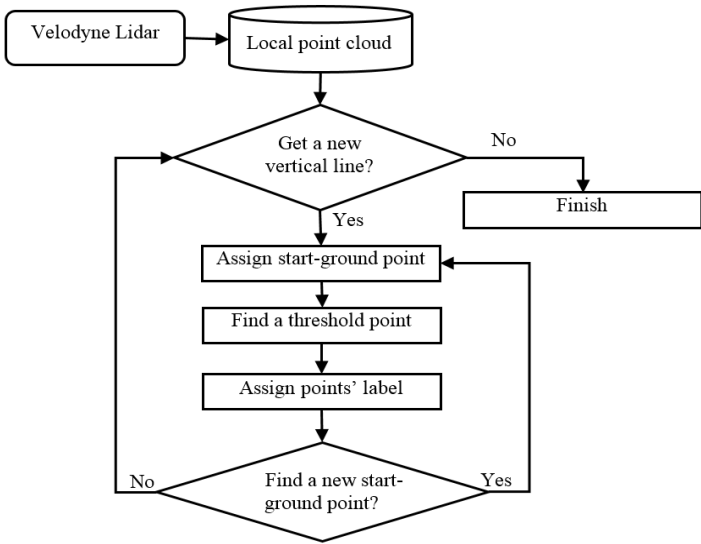 Velodyne Lidar
Local point cloud
Get a new
vertical line?
No
Finish
Yes
Assign start-ground point
Find a threshold point
Assign points’ label
No
Find a new start-
ground point?
Yes